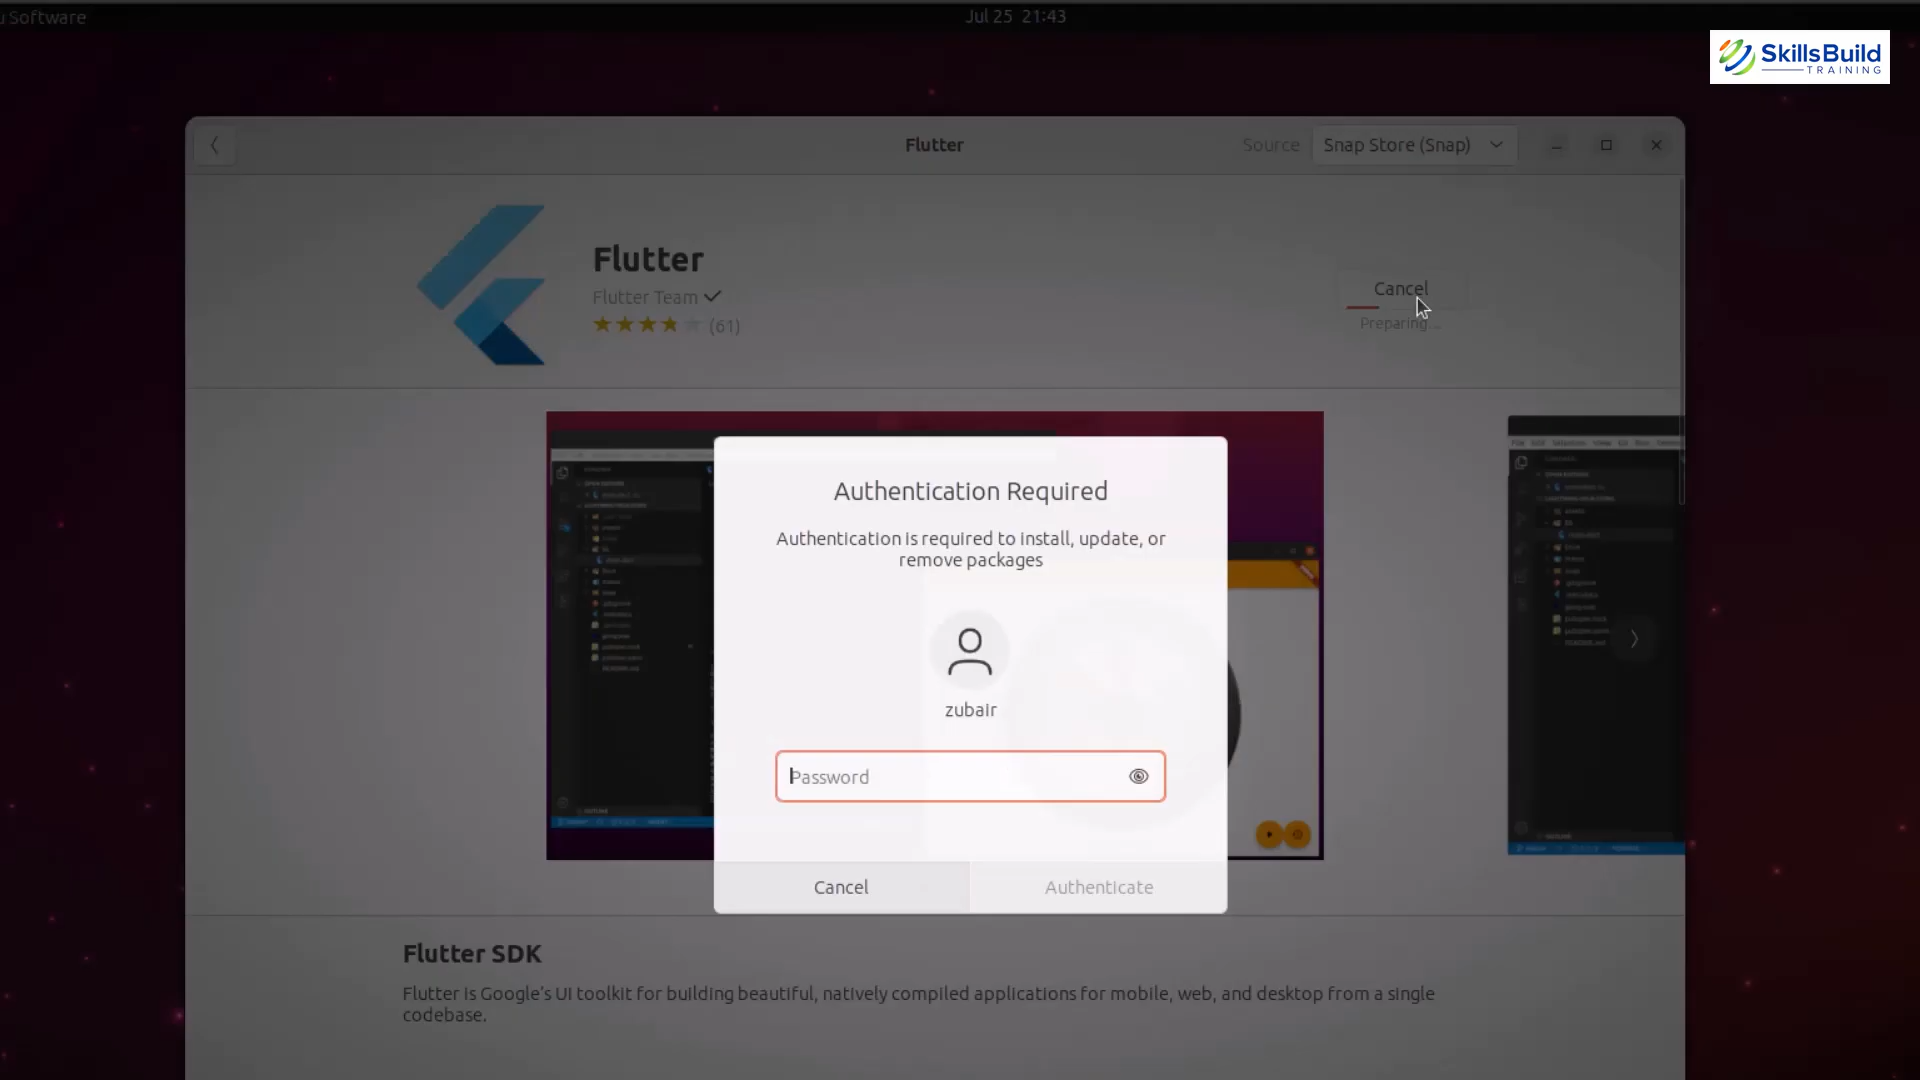 Software
Jul 25 21:43
SkillsBuild
TRAINING
Flutter
Source
Snap Store (Snap)
Flutter
Flutter Team
(61)
Cancel
Preparing…
Authentication Required
Authentication is required to install, update, or
remove packages
zubair
Password
Cancel
Authenticate
Flutter SDK
Flutter is Google's UI toolkit for building beautiful, natively compiled applications for mobile, web, and desktop from a single
codebase.